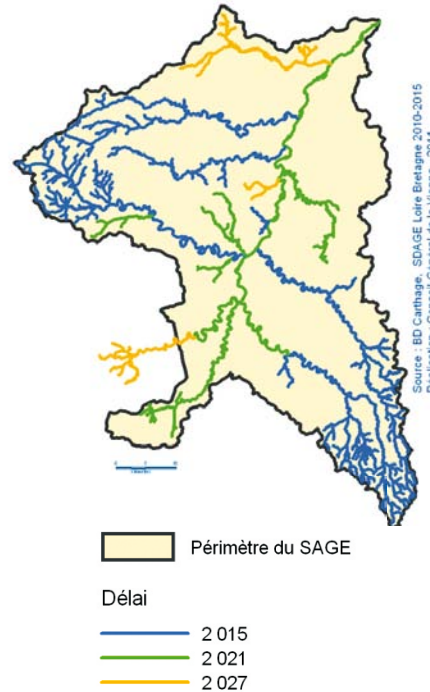 Source : BD Carthage, SDAGE Loire Bretagne 2010-2015
Périmètre du SAGE
Délai
2 015
2 021
2 027